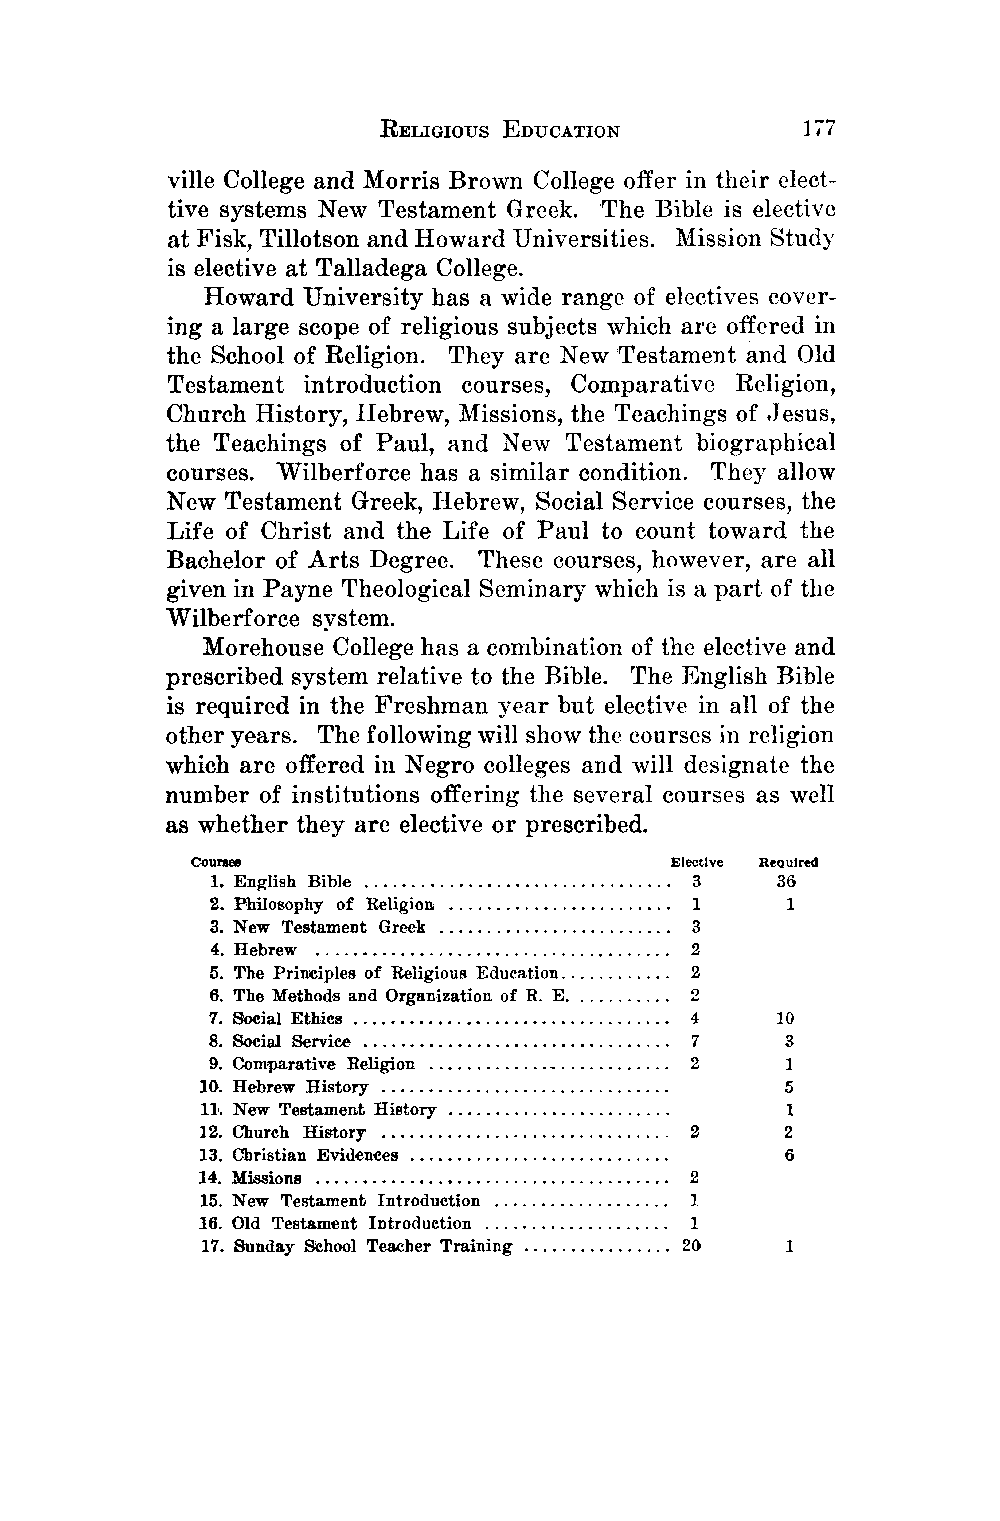 RELIGIOUS EDUCATION 177
ville College and Morris Brown College offer in their elect-
tive systems New Testament Greek. The Bible is elective
at Fisk, Tillotson and Howard Universities. Mission Study
is elective at Talladega College.
Howard University has a wide range of electives cover-
ing a large scope of religious subjects which are offered in
the School of Religion. They are New Testament and Old
Testament introduction courses, Comparative Religion,
Church History, Hebrew, Missions, the Teachings of Jesus,
the Teachings of Paul, and New Testament biographical
courses. Wilberforce has a similar condition. They allow
New Testament Greek, Hebrew, Social Service courses, the
Life of Christ and the Life of Paul to count toward the
Bachelor of Arts Degree. These courses, however, are all
given in Payne Theological Seminary which is a part of the
Wilberforce system.
Morehouse College has a combination of the elective and
prescribed system relative to the Bible. The English Bible
is required in the Freshman year but elective in all of the
other years. The following will show the courses in religion
which are offered in Negro colleges and will designate the
number of institutions offering the several courses as well
as whether they are elective or prescribed.
Courses Elective Required
1. English Bible ................................. 3 36
2. Philosophy of Religion ........................ 1 1
3. New Testament Greek ......................... 3
4. Hebrew ...................................... 2
5. The Principles of Religious Education............ 2
6. The Methods and Organization of R. E. .......... 2
7. Social Ethics .................................. 4 10
8. Social Service ................................. 7 3
9. Comparative Religion .......................... 2 1
10. Hebrew History ............................... 5
11. New Testament History ........................ 1
12. Church History ............................... 2 2
13. Christian Evidences ............................ 6
14. Missions ...................................... 2
15. New Testament Introduction ................... 1
16. Old Testament Introduction .................... 1
17. Sunday School Teacher Training ................ 20 1